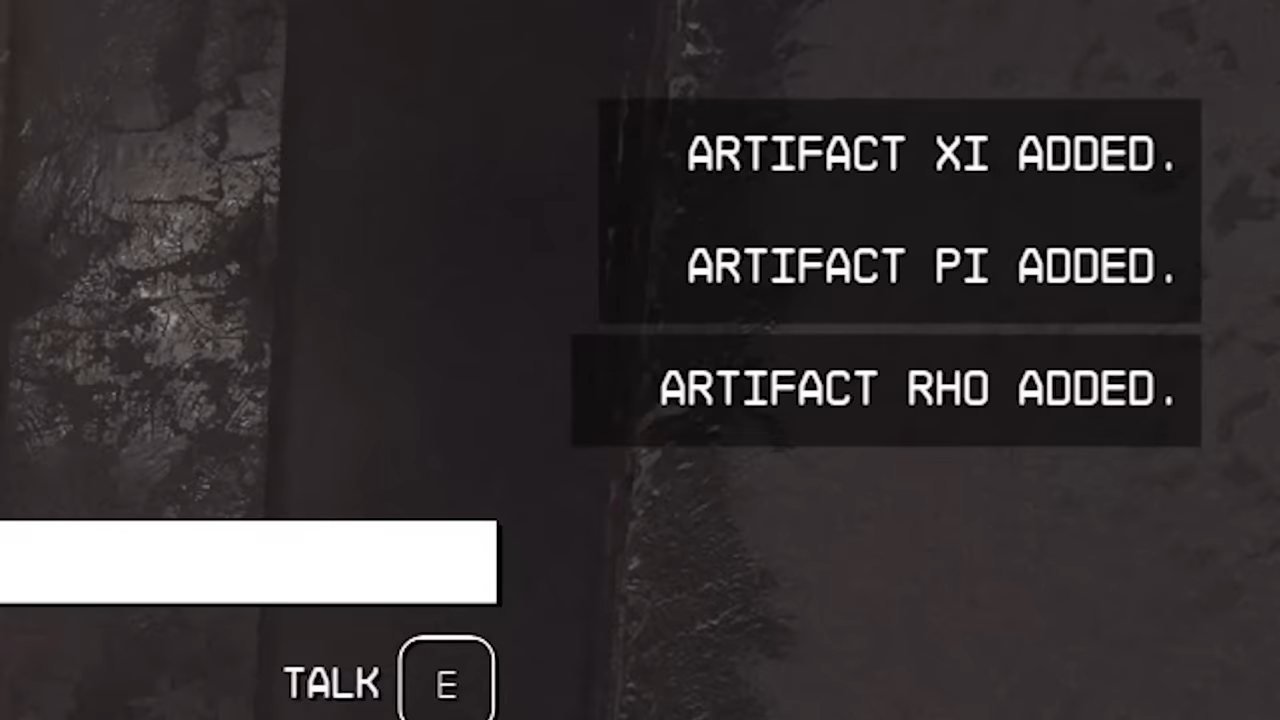 ARTIFACT XI ADDED.
ARTIFACT PI ADDED.
ARTIFACT RHO ADDED.
TALK E